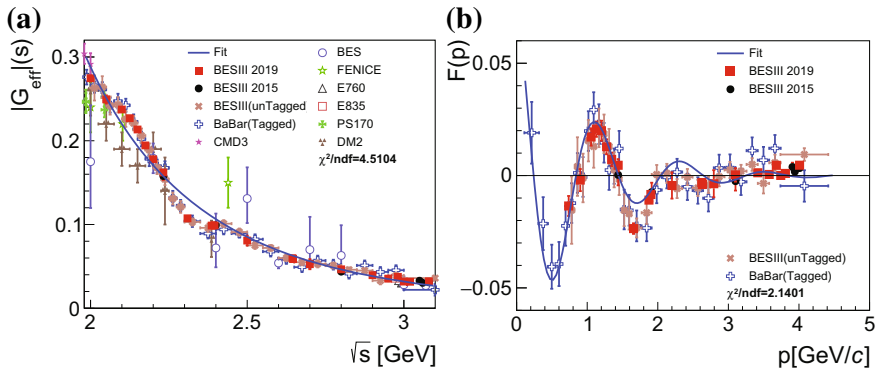 (a)
|G_eff|(s)
0.3
0.2
0.1
0
Fit
BESIII 2019
BESIII 2015
BESIII(unTagged)
BaBar(Tagged)
CMD3
BES
FENICE
E760
E835
PS170
DM2
χ²/ndf=4.5104
2
2.5
3
√s [GeV]
(b)
F(p)
0.05
0
−0.05
Fit
BESIII 2019
BESIII 2015
BESIII(unTagged)
BaBar(Tagged)
χ²/ndf=2.1401
0
1
2
3
4
5
p[GeV/c]